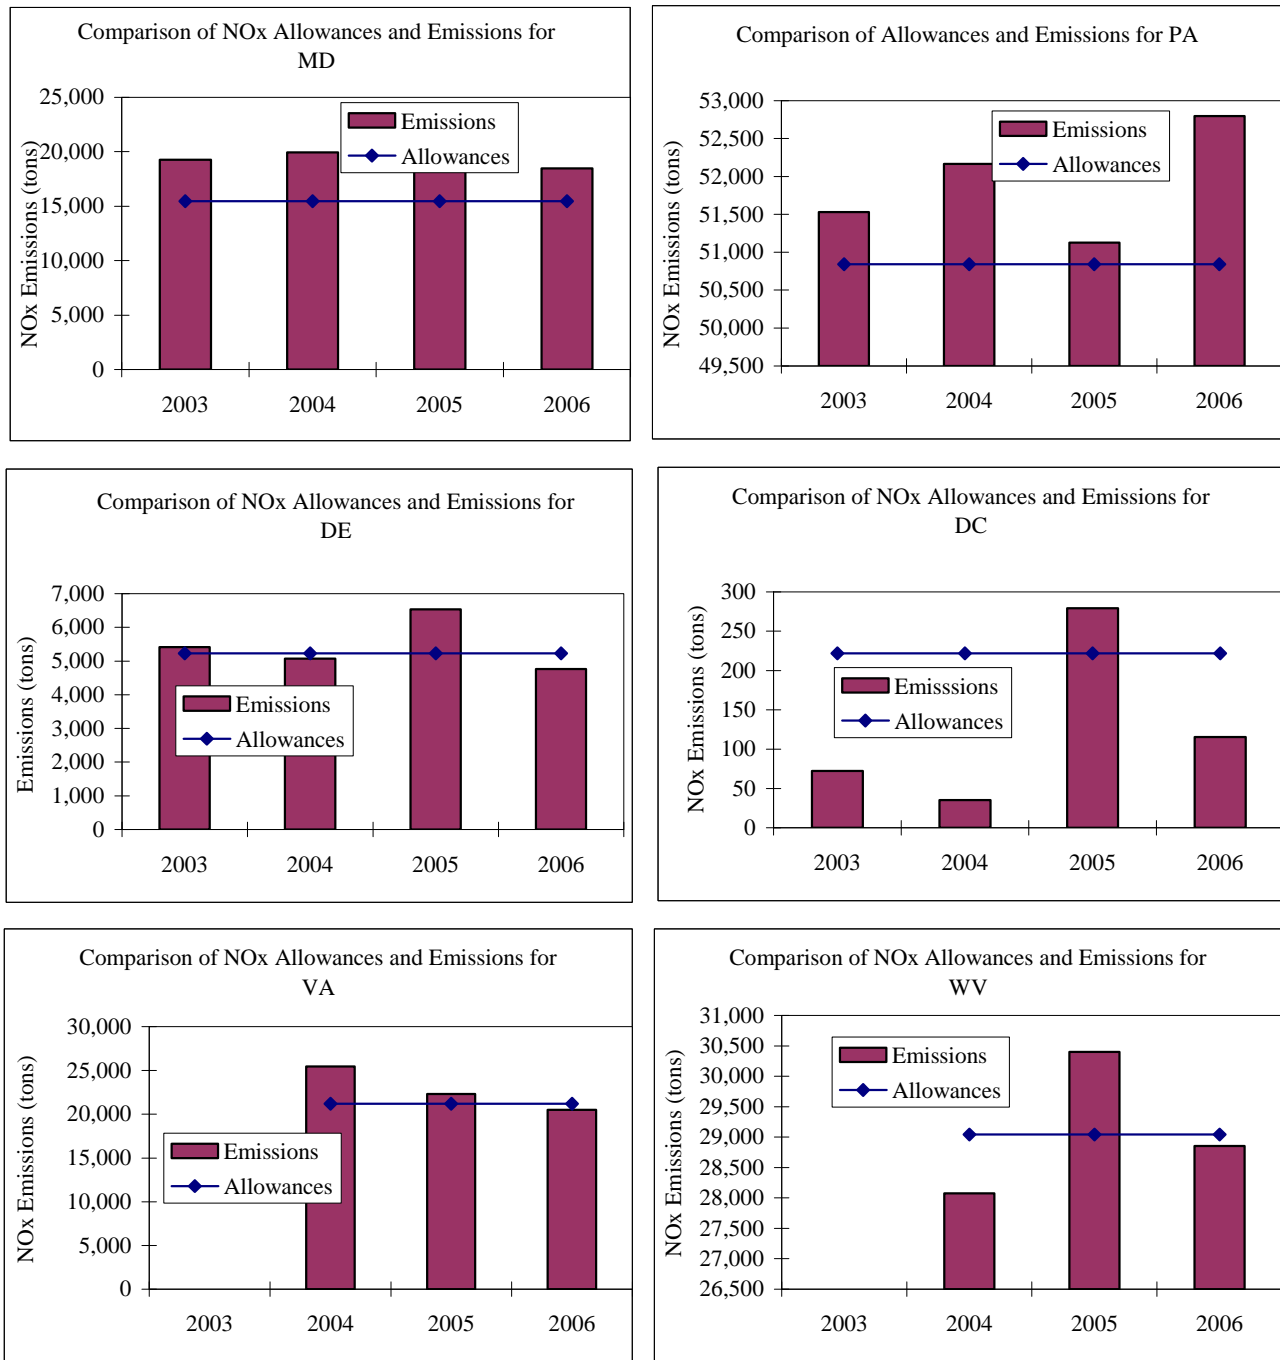 Comparison of NOx Allowances and Emissions for
MD
NOx Emissions (tons)
25,000
20,000
15,000
10,000
5,000
0
Emissions
Allowances
2003 2004 2005 2006
Comparison of Allowances and Emissions for PA
NOx Emissions (tons)
53,000
52,500
52,000
51,500
51,000
50,500
50,000
49,500
Emissions
Allowances
2003 2004 2005 2006
Comparison of NOx Allowances and Emissions for
DE
Emissions (tons)
7,000
6,000
5,000
4,000
3,000
2,000
1,000
0
Emissions
Allowances
2003 2004 2005 2006
Comparison of NOx Allowances and Emissions for
DC
NOx Emissions (tons)
300
250
200
150
100
50
0
Emisssions
Allowances
2003 2004 2005 2006
Comparison of NOx Allowances and Emissions for
VA
NOx Emissions (tons)
30,000
25,000
20,000
15,000
10,000
5,000
0
Emissions
Allowances
2003 2004 2005 2006
Comparison of NOx Allowances and Emissions for
WV
NOx Emissions (tons)
31,000
30,500
30,000
29,500
29,000
28,500
28,000
27,500
27,000
26,500
Emissions
Allowances
2003 2004 2005 2006